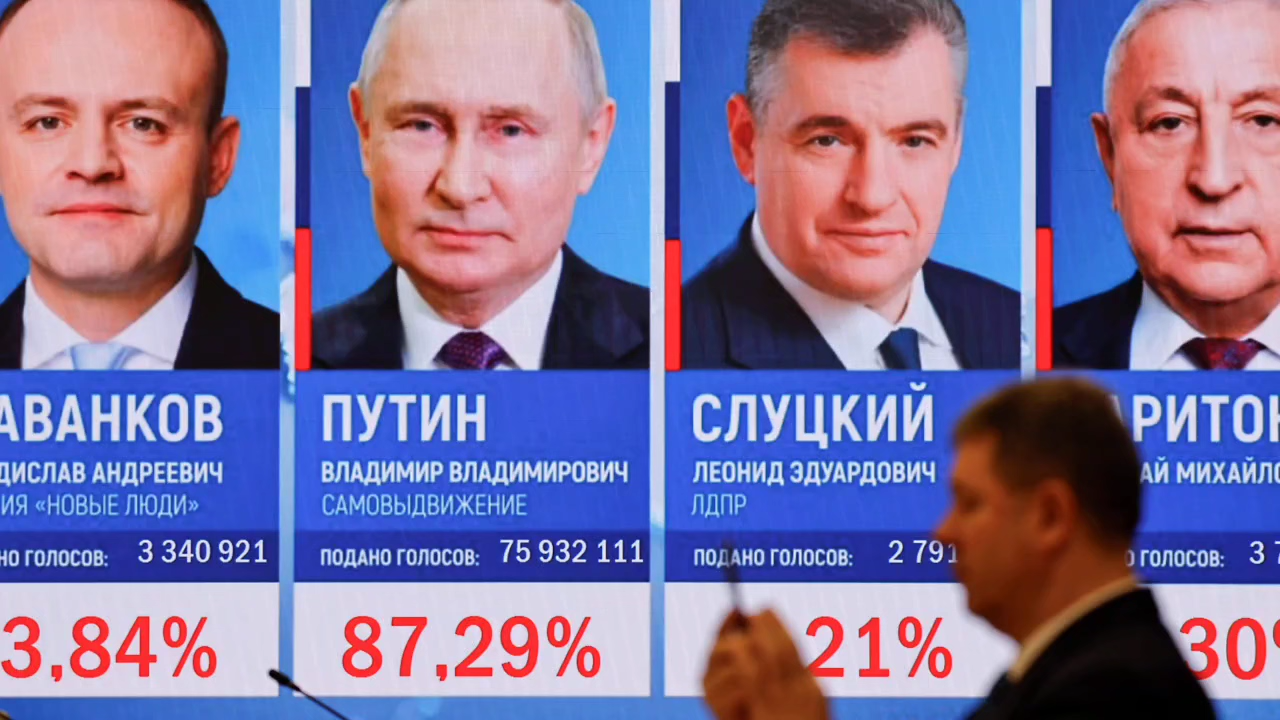 АВАНКОВ
ДИСЛАВ АНДРЕЕВИЧ
ИЯ «НОВЫЕ ЛЮДИ»
НО ГОЛОСОВ: 3 340 921
3,84%
ПУТИН
ВЛАДИМИР ВЛАДИМИРОВИЧ
САМОВЫДВИЖЕНИЕ
ПОДАНО ГОЛОСОВ: 75 932 111
87,29%
СЛУЦКИЙ
ЛЕОНИД ЭДУАРДОВИЧ
ЛДПР
ПОДАНО ГОЛОСОВ: 2 791
21%
АРИТОН
АЙ МИХАЙЛО
О ГОЛОСОВ: 3 7
30%